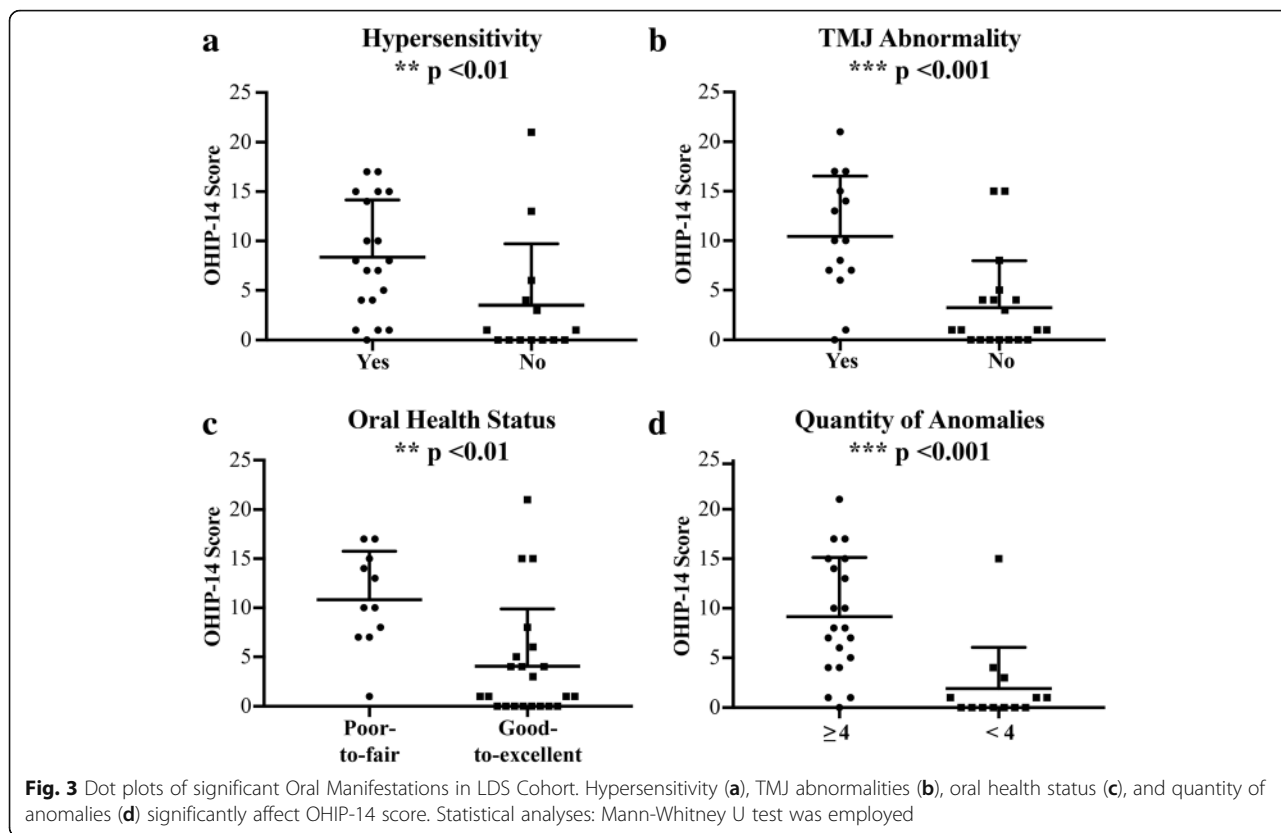 a
Hypersensitivity
** p <0.01
OHIP-14 Score
25
20
15
10
5
0
Yes
No
b
TMJ Abnormality
*** p <0.001
OHIP-14 Score
25
20
15
10
5
0
Yes
No
c
Oral Health Status
** p <0.01
OHIP-14 Score
25
20
15
10
5
0
Poor-
to-fair
Good-
to-excellent
d
Quantity of Anomalies
*** p <0.001
OHIP-14 Score
25
20
15
10
5
0
≥4
< 4
Fig. 3 Dot plots of significant Oral Manifestations in LDS Cohort. Hypersensitivity (a), TMJ abnormalities (b), oral health status (c), and quantity of
anomalies (d) significantly affect OHIP-14 score. Statistical analyses: Mann-Whitney U test was employed